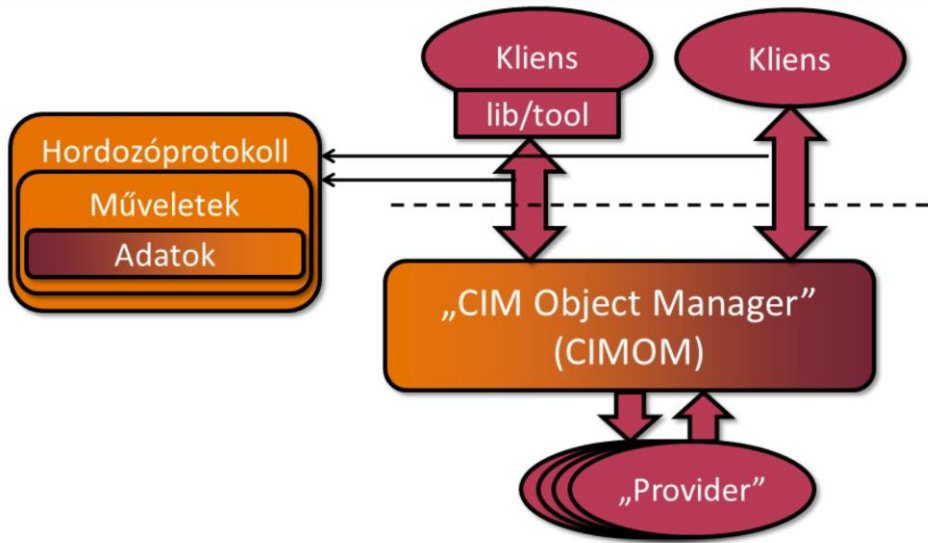 Kliens
lib/tool
Kliens
Hordozóprotokoll
Műveletek
Adatok
„CIM Object Manager”
(CIMOM)
„Provider”